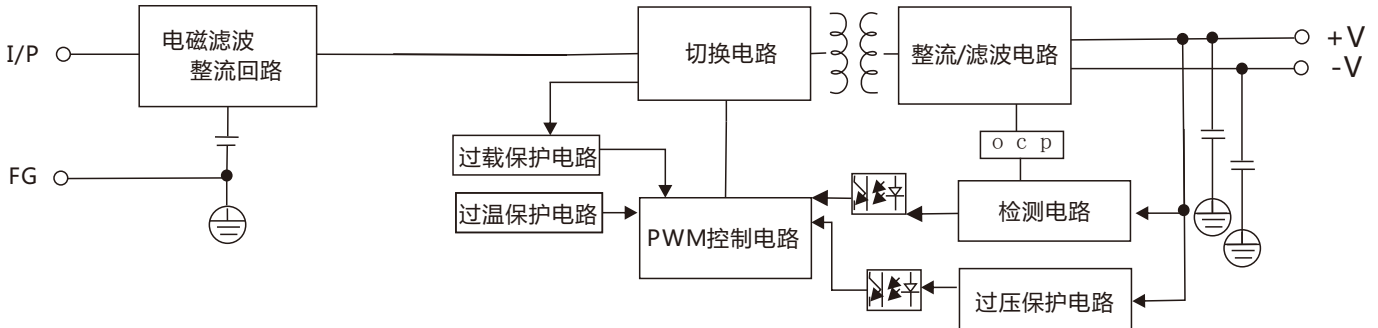 I/P
电磁滤波
整流回路
切换电路
整流/滤波电路
+V
-V
FG
过载保护电路
过温保护电路
PWM控制电路
o c p
检测电路
过压保护电路